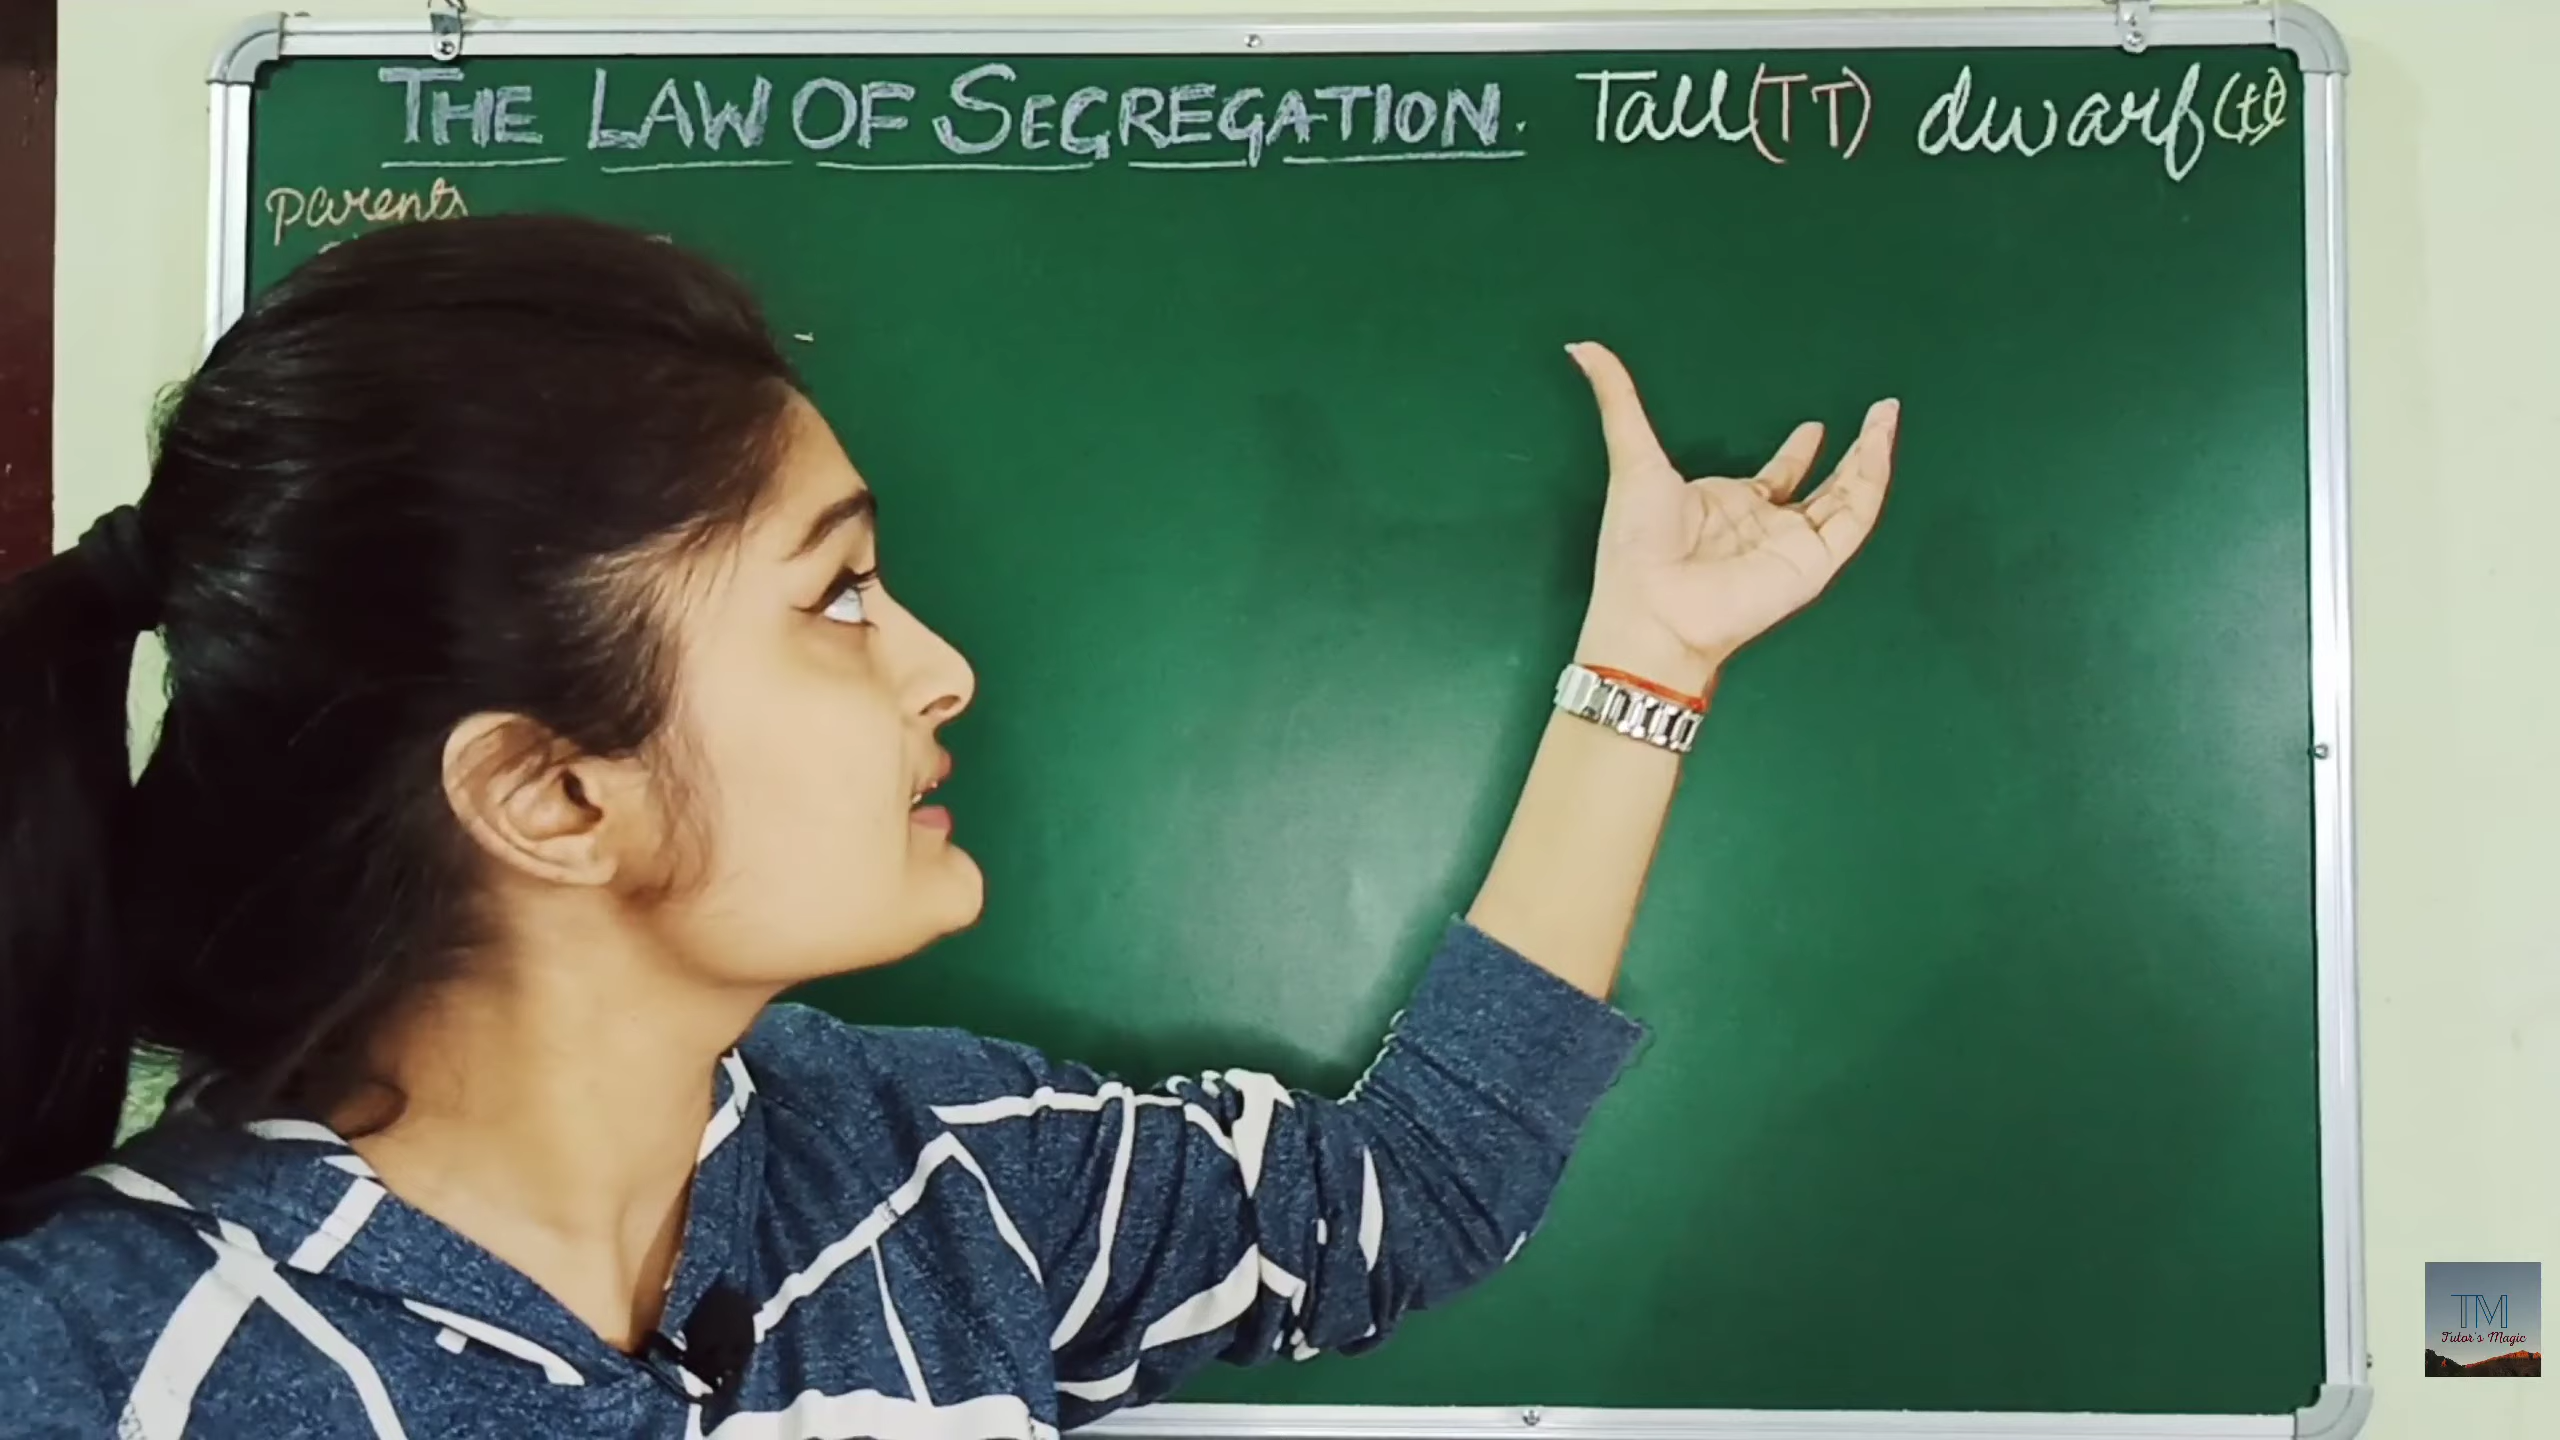 THE LAW OF SEGREGATION. Tall (TT) dwarf (tt)
parents
TM
Tutor's Magic